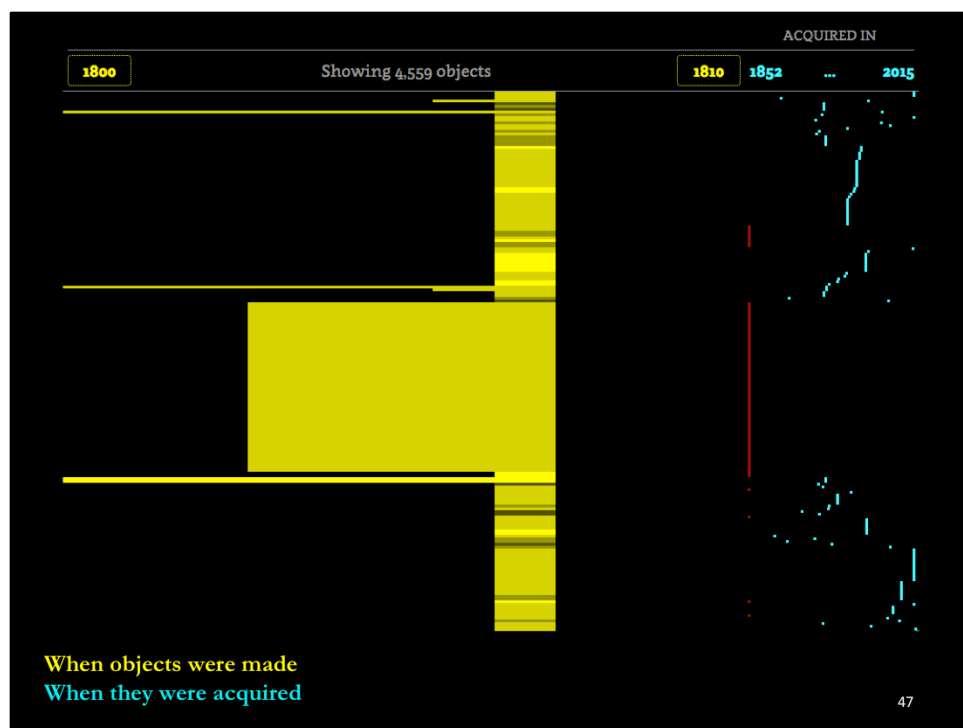 ACQUIRED IN
1800 Showing 4,559 objects 1810 1852 ... 2015
When objects were made
When they were acquired
47